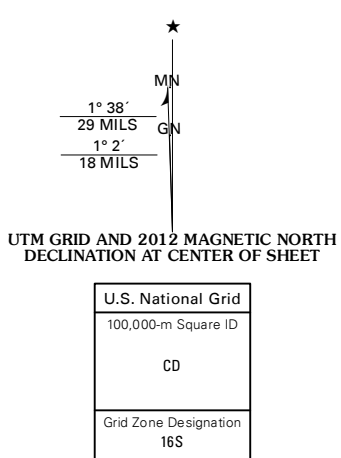 MN
1° 38´
29 MILS
GN
1° 2´
18 MILS
UTM GRID AND 2012 MAGNETIC NORTH
DECLINATION AT CENTER OF SHEET
U.S. National Grid
100,000-m Square ID
CD
Grid Zone Designation
16S